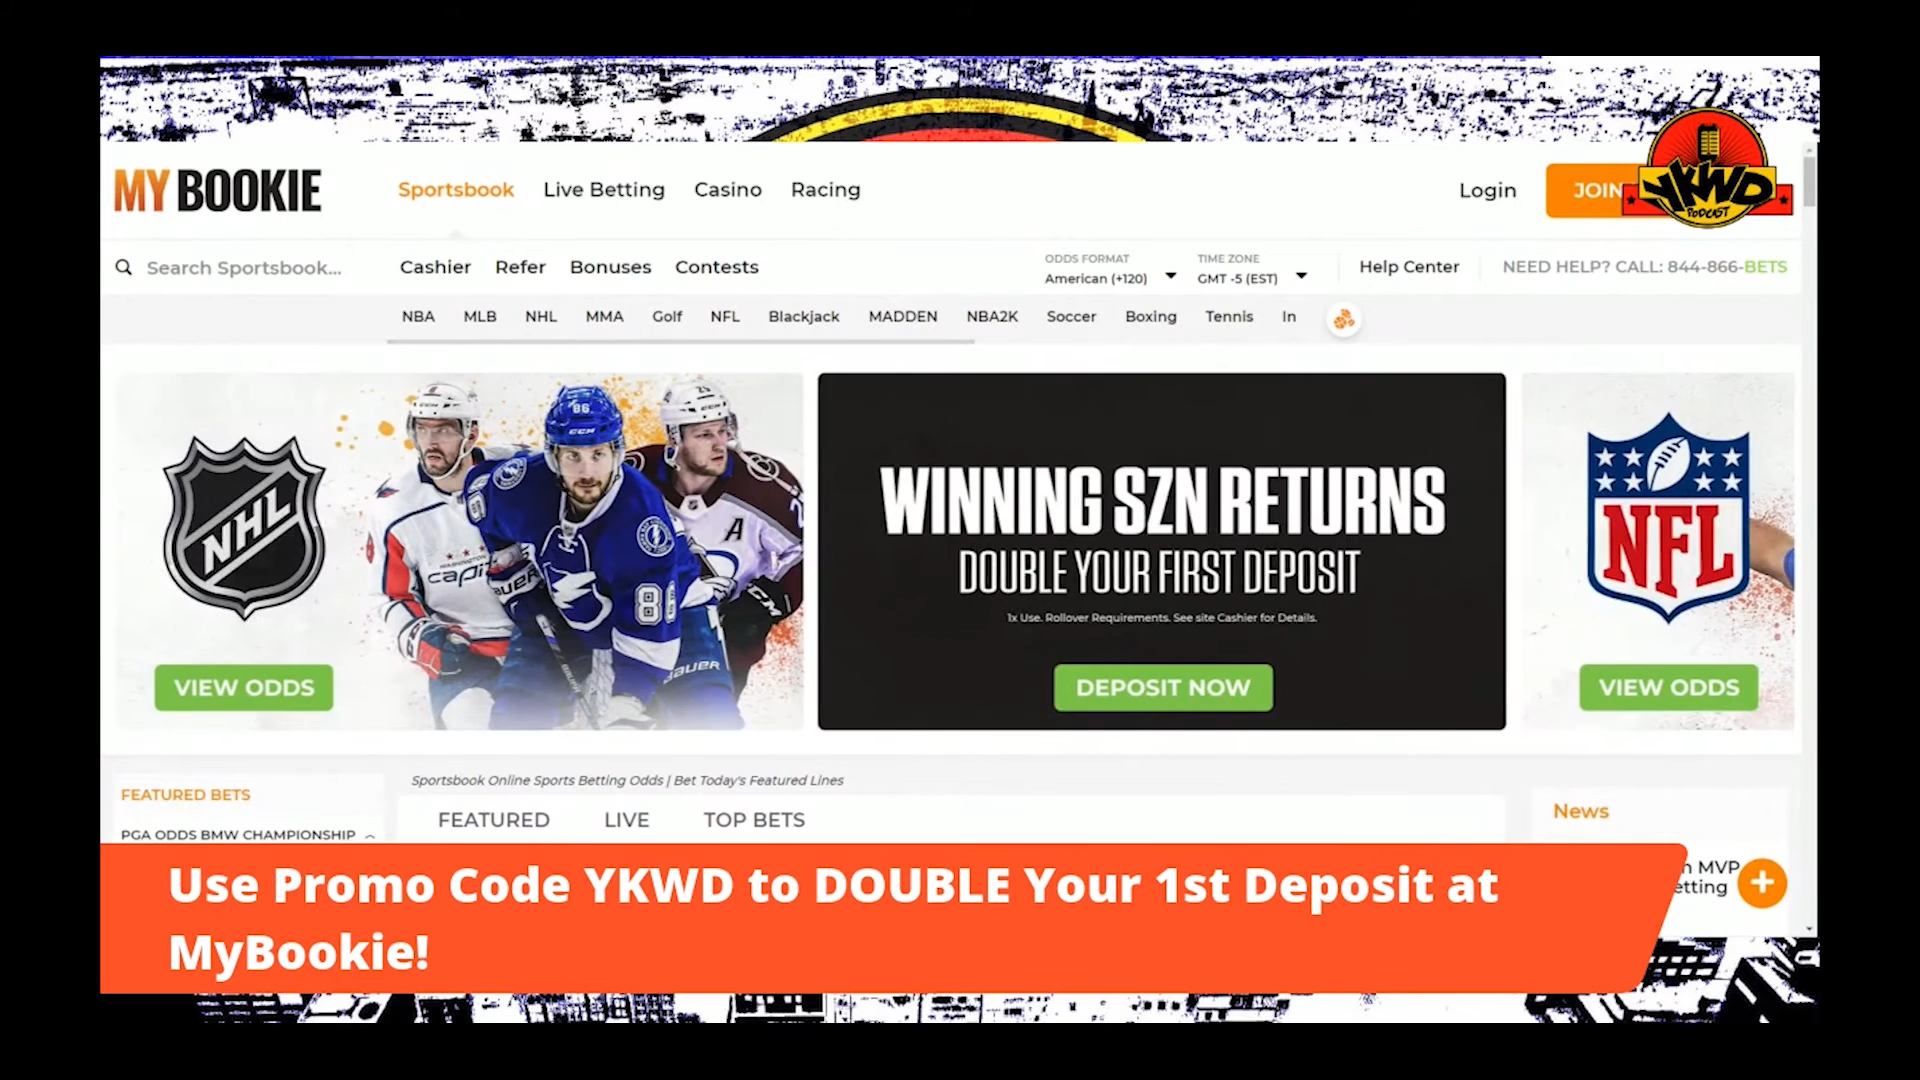 MY BOOKIE
Sportsbook Live Betting Casino Racing
Login
JOIN
YKWD
PODCAST
Search Sportsbook...
Cashier Refer Bonuses Contests
ODDS FORMAT
American (+120)
TIME ZONE
GMT -5 (EST)
Help Center
NEED HELP? CALL: 844-866-BETS
NBA MLB NHL MMA Golf NFL Blackjack MADDEN NBA2K Soccer Boxing Tennis In
NHL
VIEW ODDS
86
CCM
A
WINNING SZN RETURNS
DOUBLE YOUR FIRST DEPOSIT
1x Use. Rollover Requirements. See site Cashier for Details.
DEPOSIT NOW
NFL
VIEW ODDS
FEATURED BETS
PGA ODDS BMW CHAMPIONSHIP
Sportsbook Online Sports Betting Odds | Bet Today's Featured Lines
FEATURED LIVE TOP BETS
News
MVP
Use Promo Code YKWD to DOUBLE Your 1st Deposit at
MyBookie!